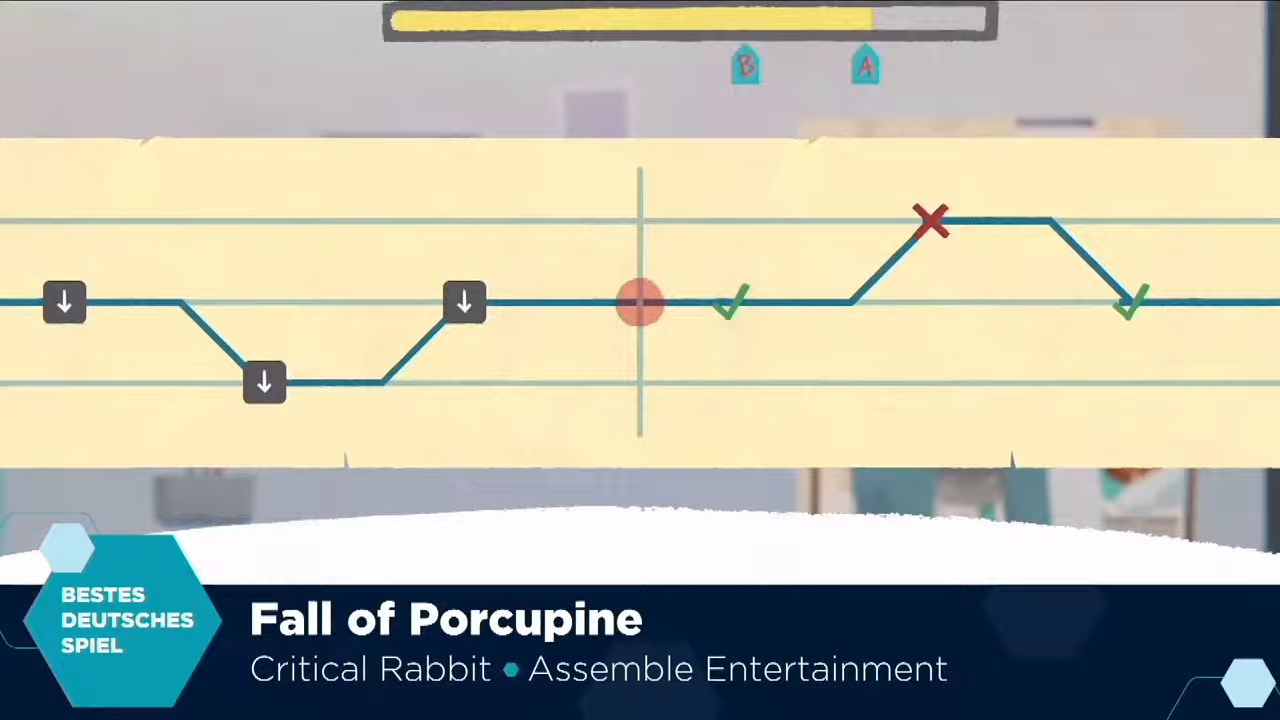 B
A
BESTES
DEUTSCHES
SPIEL
Fall of Porcupine
Critical Rabbit • Assemble Entertainment